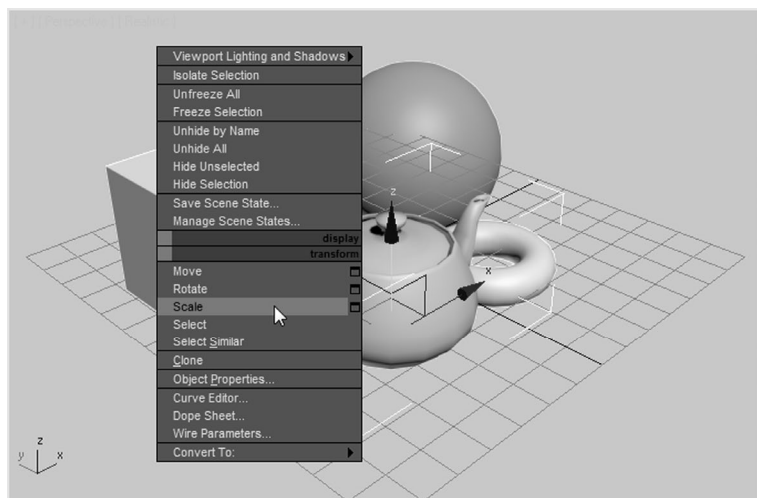 Viewport Lighting and Shadows
Isolate Selection
Unfreeze All
Freeze Selection
Unhide by Name
Unhide All
Hide Unselected
Hide Selection
Save Scene State...
Manage Scene States...
display
transform
Move
Rotate
Scale
Select
Select Similar
Clone
Object Properties...
Curve Editor...
Dope Sheet...
Wire Parameters...
Convert To:
z
x
z
y
x